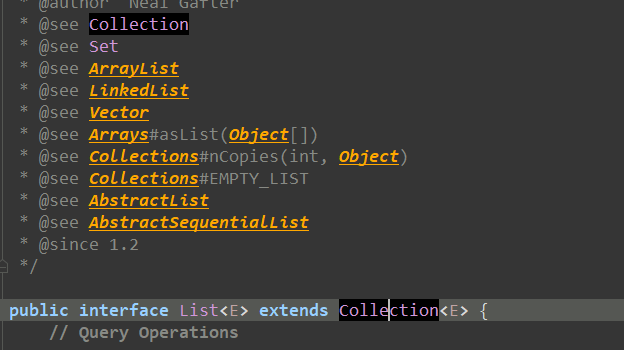 * @author Neal Gafter
* @see Collection
* @see Set
* @see ArrayList
* @see LinkedList
* @see Vector
* @see Arrays#asList(Object[])
* @see Collections#nCopies(int, Object)
* @see Collections#EMPTY_LIST
* @see AbstractList
* @see AbstractSequentialList
* @since 1.2
*/
public interface List<E> extends Collection<E> {
// Query Operations